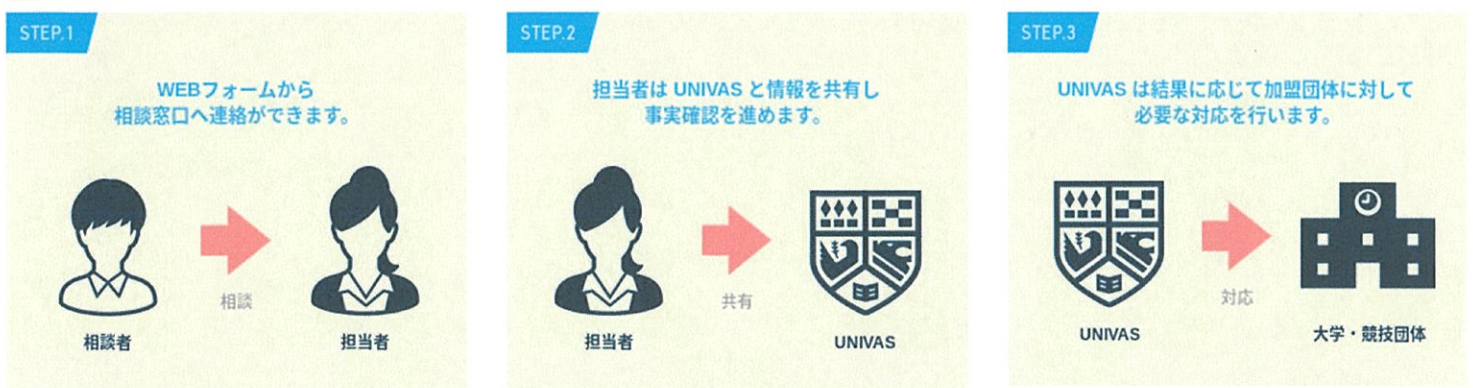 STEP.1
WEBフォームから
相談窓口へ連絡ができます。
相談
相談者
担当者
STEP.2
担当者は UNIVAS と情報を共有し
事実確認を進めます。
共有
担当者
UNIVAS
STEP.3
UNIVAS は結果に応じて加盟団体に対して
必要な対応を行います。
対応
UNIVAS
大学・競技団体